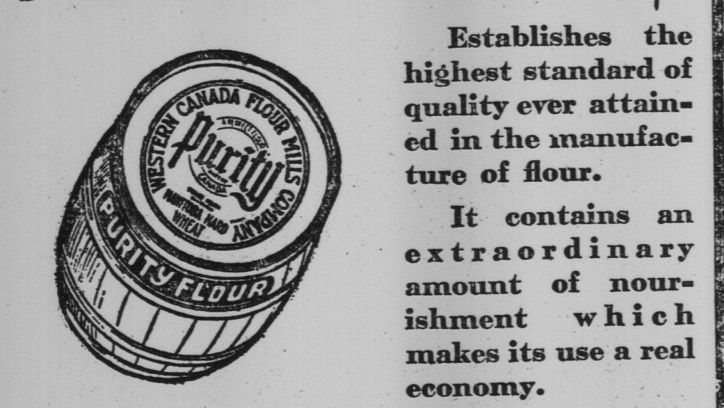 WESTERN CANADA FLOUR MILLS COMPANY
Purity
CANADA
NORTHERN HARD
WHEAT
PURITY FLOUR
Establishes the
highest standard of
quality ever attain-
ed in the manufac-
ture of flour.
It contains an
extraordinary
amount of nour-
ishment which
makes its use a real
economy.